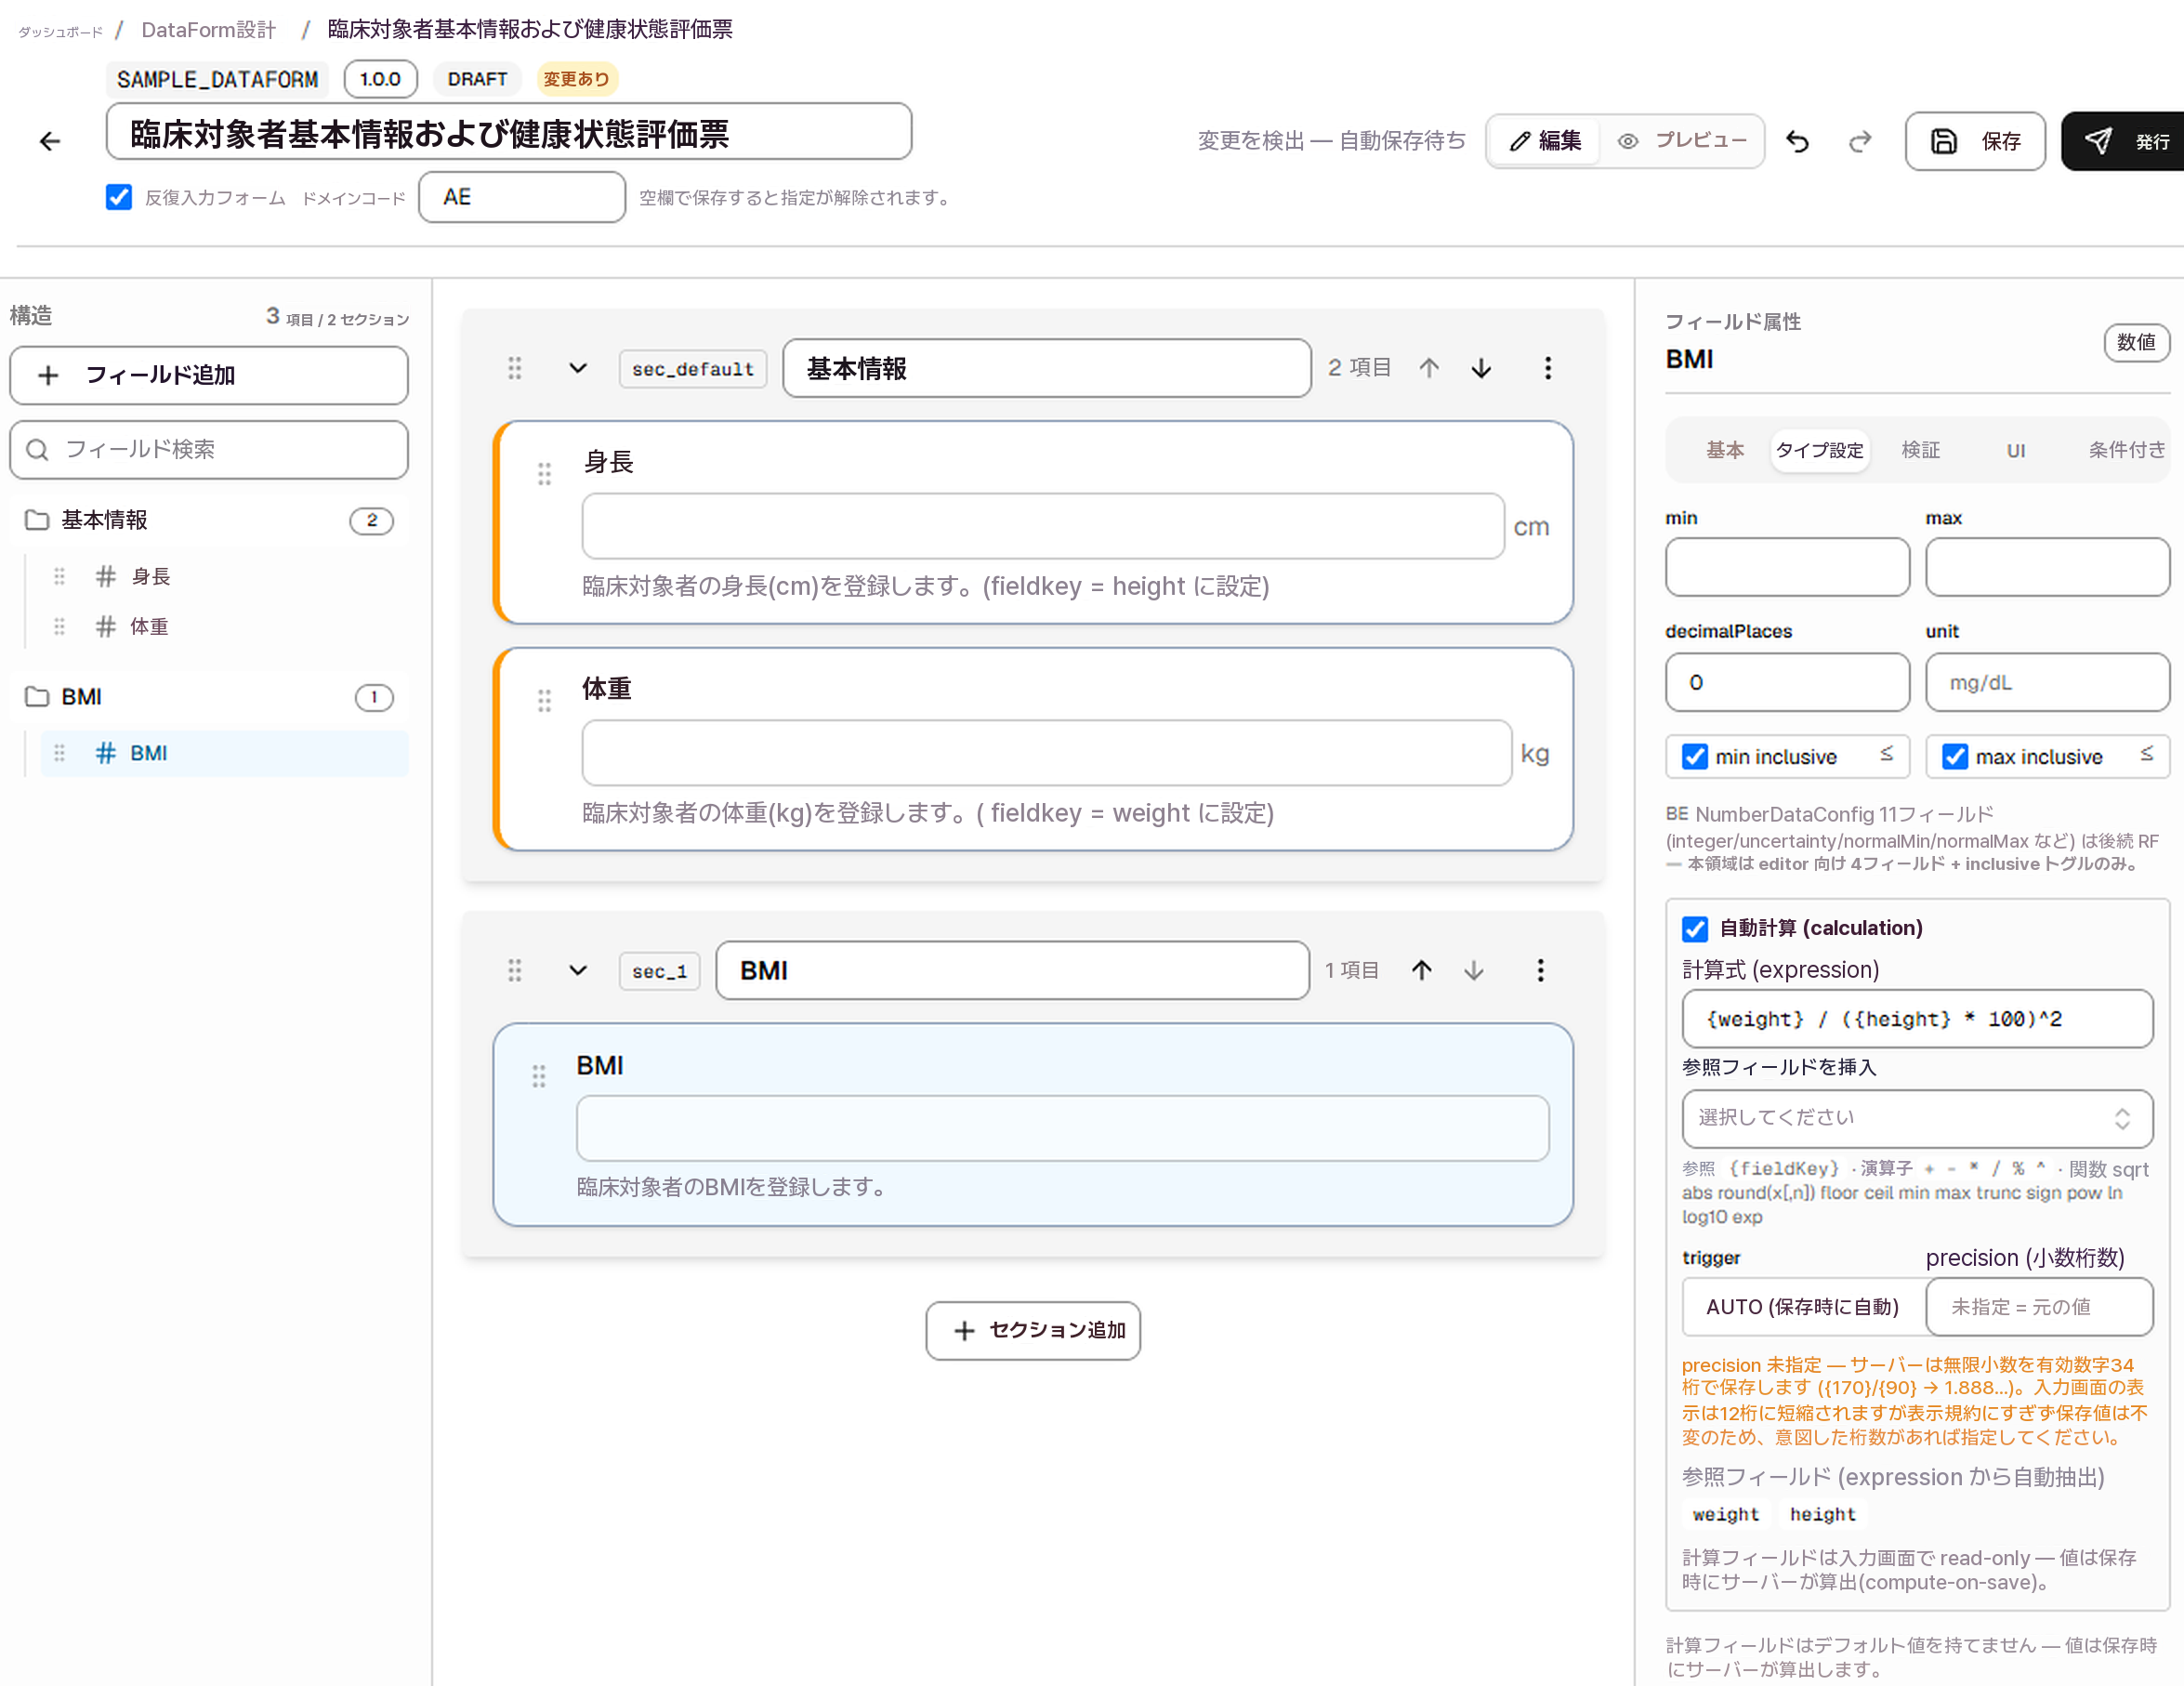 ダッシュボード / DataForm設計 / 臨床対象者基本情報および健康状態評価票
SAMPLE_DATAFORM 1.0.0 DRAFT 変更あり
臨床対象者基本情報および健康状態評価票
変更を検出 — 自動保存待ち 編集 プレビュー 保存 発行
反復入力フォーム ドメインコード AE 空欄で保存すると指定が解除されます。
構造 3 項目 / 2 セクション
+ フィールド追加
フィールド検索
基本情報 2
# 身長
# 体重
BMI 1
# BMI
sec_default 基本情報 2 項目
身長
cm
臨床対象者の身長(cm)を登録します。(fieldkey = height に設定)
体重
kg
臨床対象者の体重(kg)を登録します。( fieldkey = weight に設定)
sec_1 BMI 1 項目
BMI
臨床対象者のBMIを登録します。
+ セクション追加
フィールド属性
BMI
数値
基本 タイプ設定 検証 UI 条件付き
min max
decimalPlaces unit
0 mg/dL
min inclusive ≤ max inclusive ≤
BE NumberDataConfig 11フィールド
(integer/uncertainty/normalMin/normalMax など) は後続 RF
— 本領域は editor 向け 4フィールド + inclusive トグルのみ。
自動計算 (calculation)
計算式 (expression)
{weight} / ({height} * 100)^2
参照フィールドを挿入
選択してください
参照 {fieldKey} · 演算子 + - * / % ^ · 関数 sqrt
abs round(x[,n]) floor ceil min max trunc sign pow ln
log10 exp
trigger precision (小数桁数)
AUTO (保存時に自動) 未指定 = 元の値
precision 未指定 — サーバーは無限小数を有効数字34
桁で保存します ({170}/{90} → 1.888…)。入力画面の表
示は12桁に短縮されますが表示規約にすぎず保存値は不
変のため、意図した桁数があれば指定してください。
参照フィールド (expression から自動抽出)
weight height
計算フィールドは入力画面で read-only — 値は保存
時にサーバーが算出(compute-on-save)。
計算フィールドはデフォルト値を持てません — 値は保存時
にサーバーが算出します。